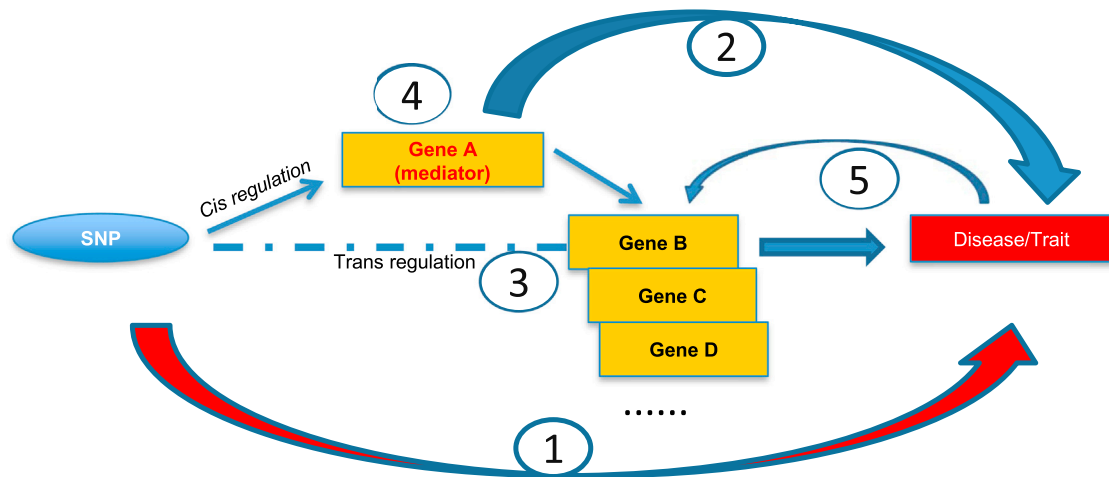 2
4
Gene A
(mediator)
Cis regulation
5
SNP
Gene B
Disease/Trait
Trans regulation
3
Gene C
Gene D
......
1